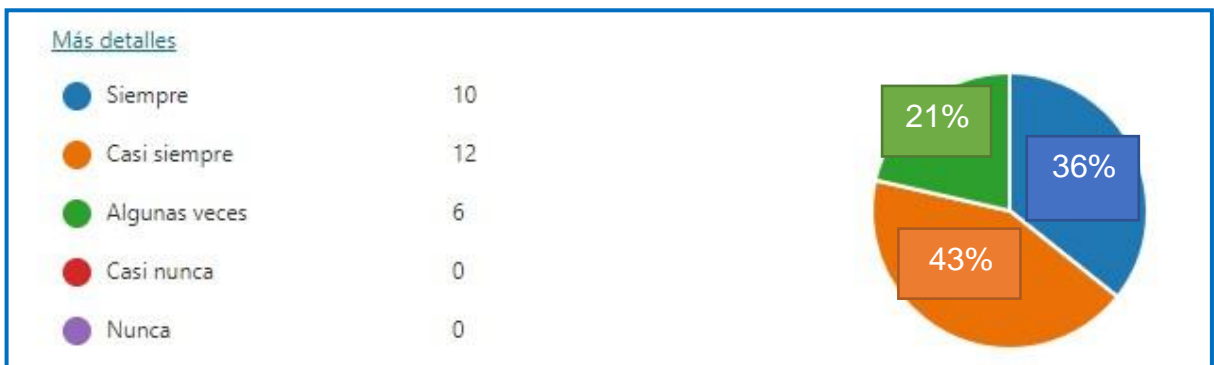 Más detalles
Siempre 10
Casi siempre 12
Algunas veces 6
Casi nunca 0
Nunca 0
21%
36%
43%